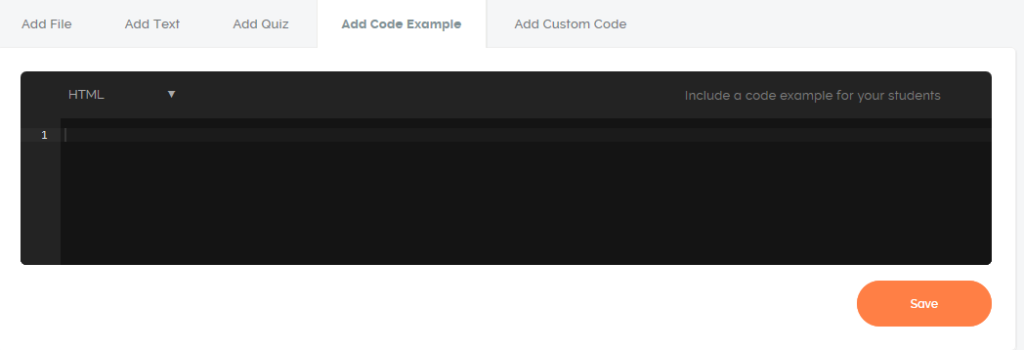 Add File Add Text Add Quiz Add Code Example Add Custom Code
HTML ▼ Include a code example for your students
1
Save